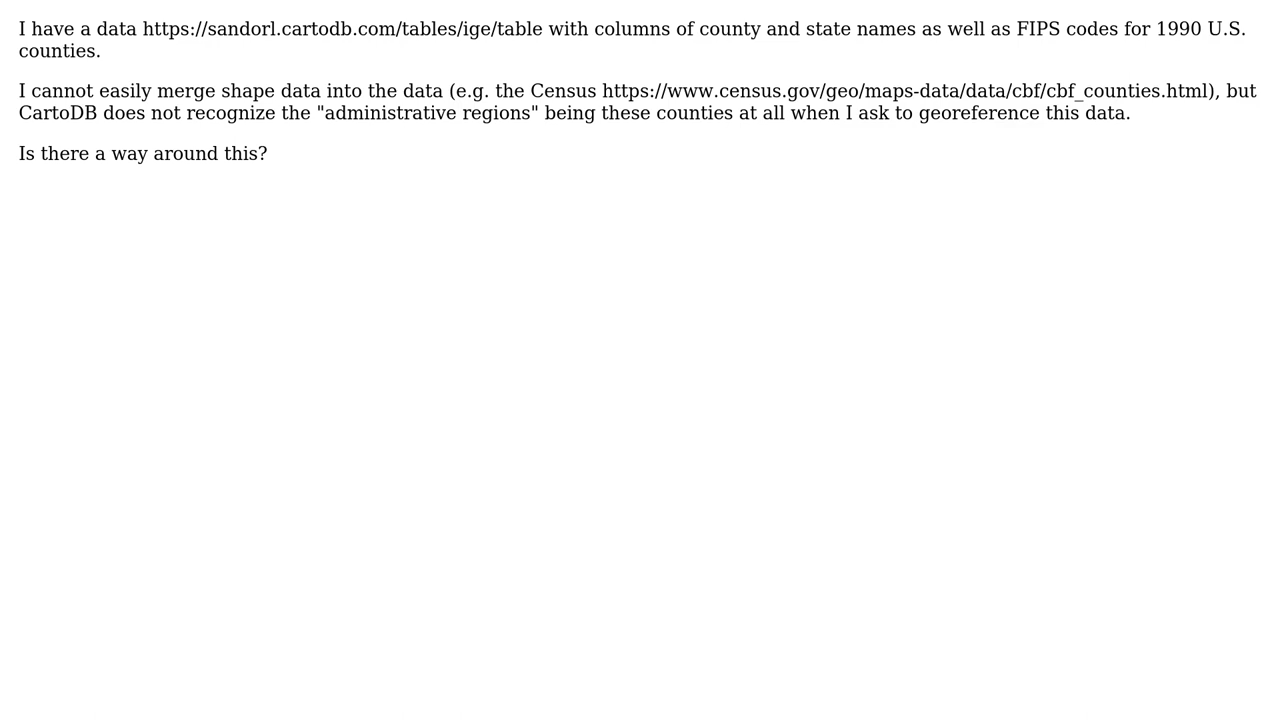 I have a data https://sandorl.cartodb.com/tables/ige/table with columns of county and state names as well as FIPS codes for 1990 U.S.
counties.
I cannot easily merge shape data into the data (e.g. the Census https://www.census.gov/geo/maps-data/data/cbf/cbf_counties.html), but
CartoDB does not recognize the "administrative regions" being these counties at all when I ask to georeference this data.
Is there a way around this?